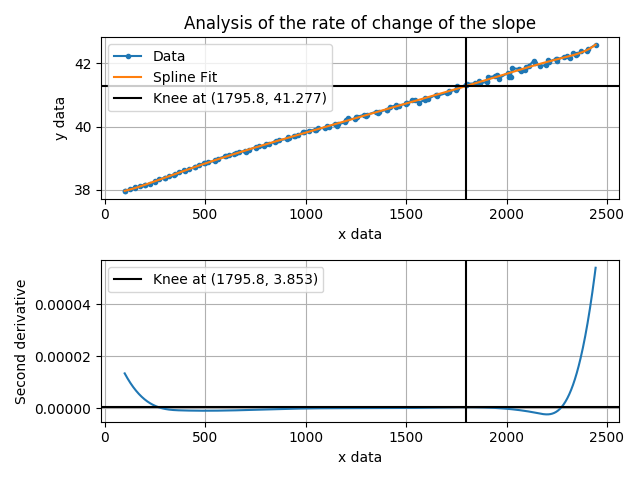 Analysis of the rate of change of the slope
Data
Spline Fit
Knee at (1795.8, 41.277)
y data
42
40
38
0 500 1000 1500 2000 2500
x data
Knee at (1795.8, 3.853)
Second derivative
0.00004
0.00002
0.00000
0 500 1000 1500 2000 2500
x data